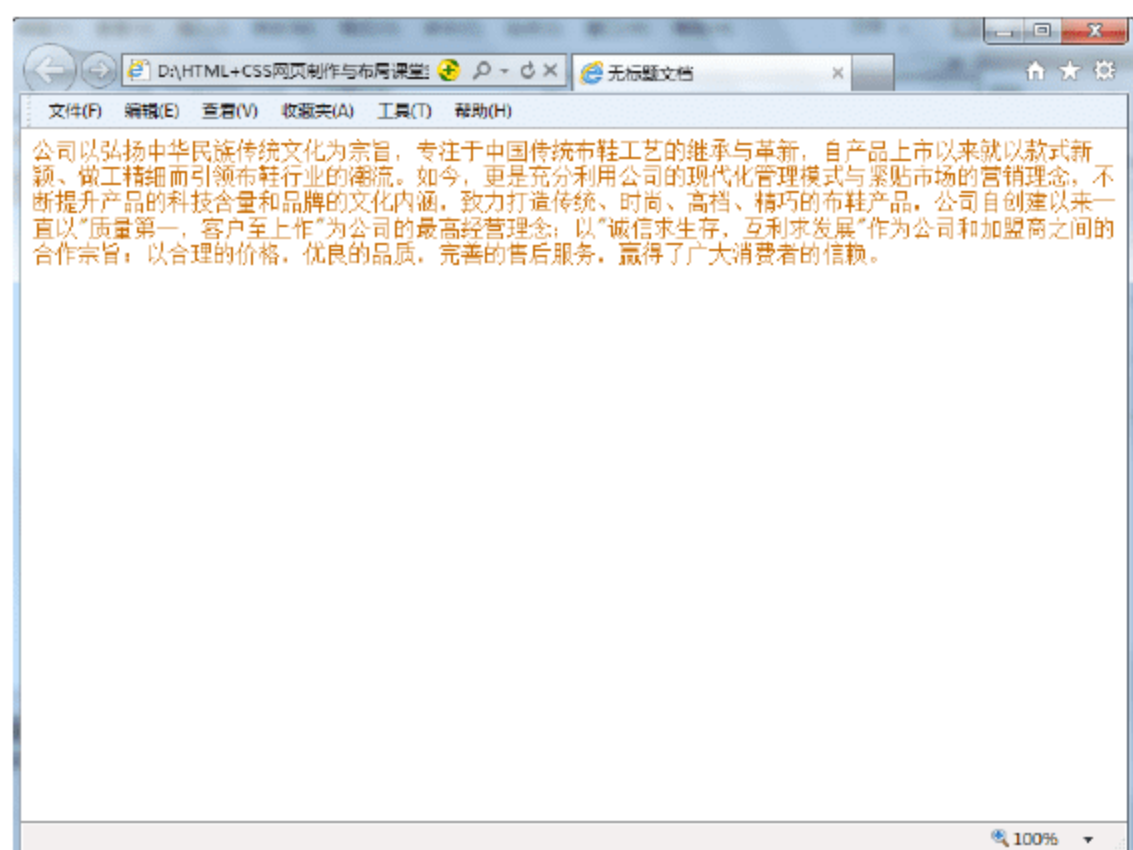 D:\HTML+CSS网页制作与布局课堂
无标题文档
文件(F) 编辑(E) 查看(V) 收藏夹(A) 工具(T) 帮助(H)
公司以弘扬中华民族传统文化为宗旨，专注于中国传统布鞋工艺的继承与革新，自产品上市以来就以款式新
颖、做工精细而引领布鞋行业的潮流。如今，更是充分利用公司的现代化管理模式与紧贴市场的营销理念，不
断提升产品的科技含量和品牌的文化内涵，致力打造传统、时尚、高档、精巧的布鞋产品，公司自创建以来一
直以"质量第一，客户至上作"为公司的最高经营理念；以"诚信求生存，互利求发展"作为公司和加盟商之间的
合作宗旨；以合理的价格，优良的品质，完善的售后服务，赢得了广大消费者的信赖。
100%